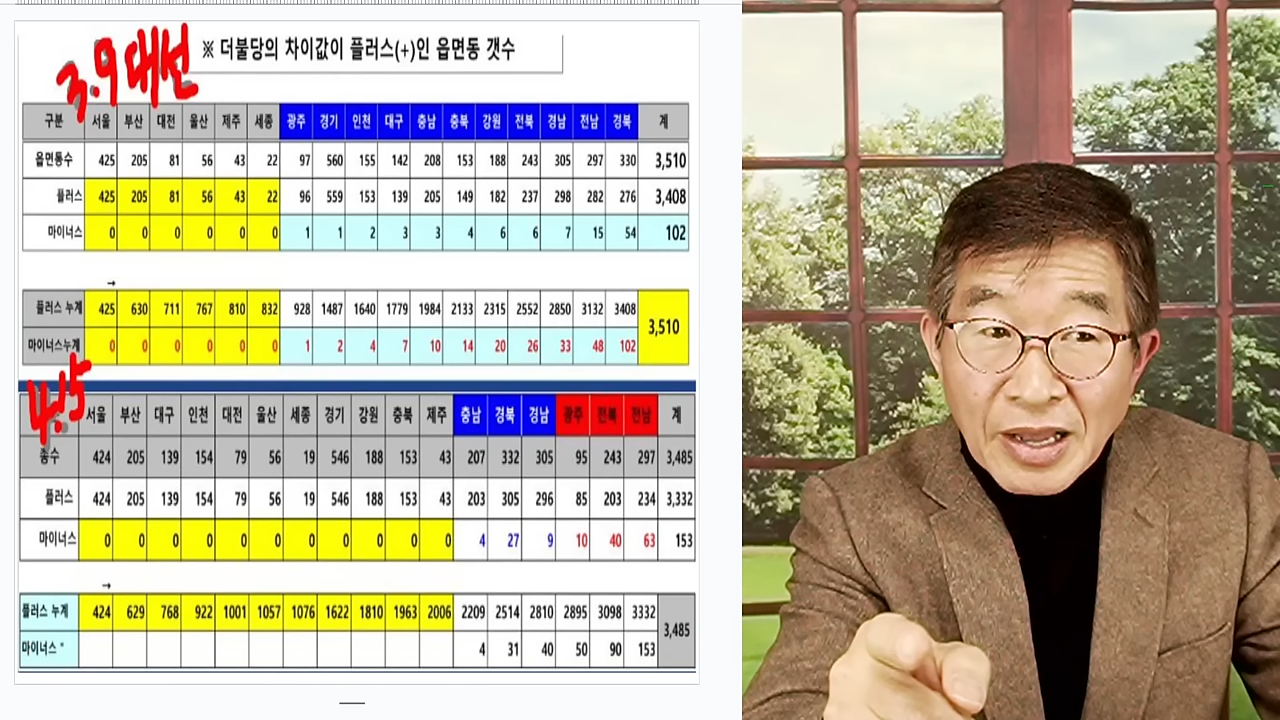 ※ 더불당의 차이값이 플러스(+)인 읍면동 갯수
3.9 대선
구분 서울 부산 대전 울산 제주 세종 광주 경기 인천 대구 충남 충북 강원 전북 경남 전남 경북 계
읍면동수 425 205 81 56 43 22 97 560 155 142 208 153 188 243 305 297 330 3,510
플러스 425 205 81 56 43 22 96 559 153 139 205 149 182 237 298 282 276 3,408
마이너스 0 0 0 0 0 0 1 1 2 3 3 4 6 6 7 15 54 102
→
플러스 누계 425 630 711 767 810 832 928 1487 1640 1779 1984 2133 2315 2552 2850 3132 3408 3,510
마이너스누계 0 0 0 0 0 0 1 2 4 7 10 14 20 26 33 48 102
4.15
서울 부산 대구 인천 대전 울산 세종 경기 강원 충북 제주 충남 경북 경남 광주 전북 전남 계
총수 424 205 139 154 79 56 19 546 188 153 43 207 332 305 95 243 297 3,485
플러스 424 205 139 154 79 56 19 546 188 153 43 203 305 296 85 203 234 3,332
마이너스 0 0 0 0 0 0 0 0 0 0 0 4 27 9 10 40 63 153
→
플러스 누계 424 629 768 922 1001 1057 1076 1622 1810 1963 2006 2209 2514 2810 2895 3098 3332 3,485
마이너스 " 4 31 40 50 90 153